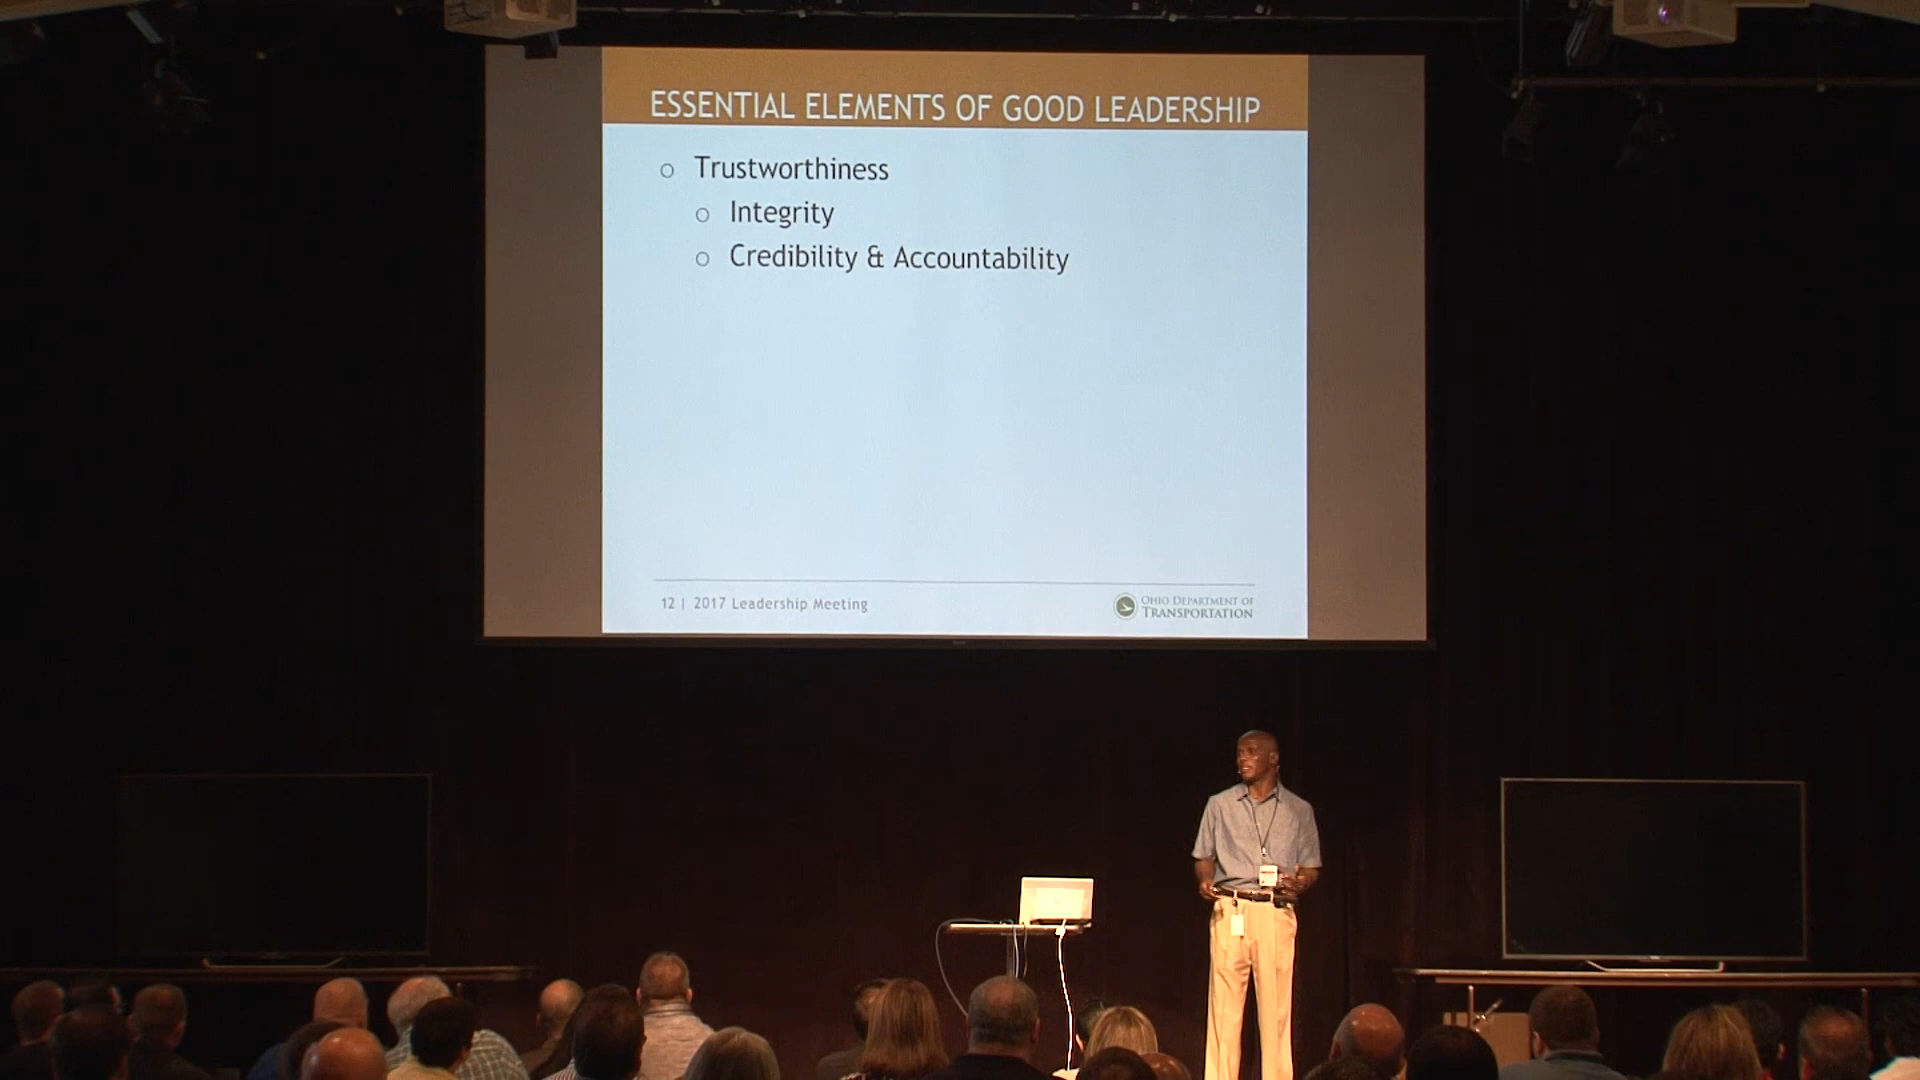 ESSENTIAL ELEMENTS OF GOOD LEADERSHIP
o Trustworthiness
o Integrity
o Credibility & Accountability
12 | 2017 Leadership Meeting
OHIO DEPARTMENT OF
TRANSPORTATION